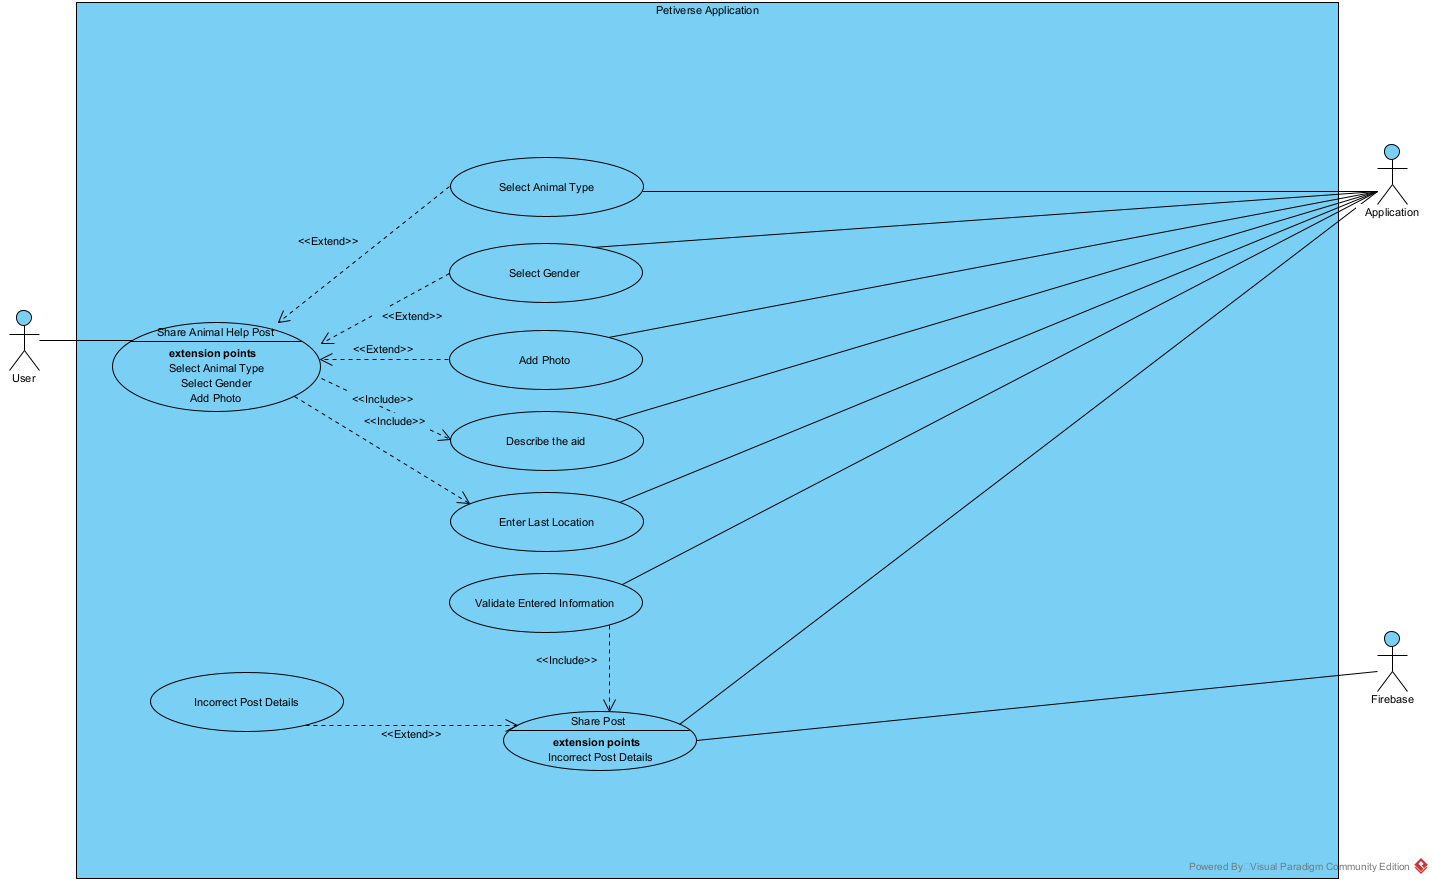 Petiverse Application
Select Animal Type
Application
<<Extend>>
Select Gender
<<Extend>>
User
Share Animal Help Post
extension points
Select Animal Type
Select Gender
Add Photo
<<Extend>>
Add Photo
<<Include>>
<<Include>>
Describe the aid
Enter Last Location
Validate Entered Information
<<Include>>
Incorrect Post Details
<<Extend>>
Share Post
extension points
Incorrect Post Details
Firebase
Powered By: Visual Paradigm Community Edition